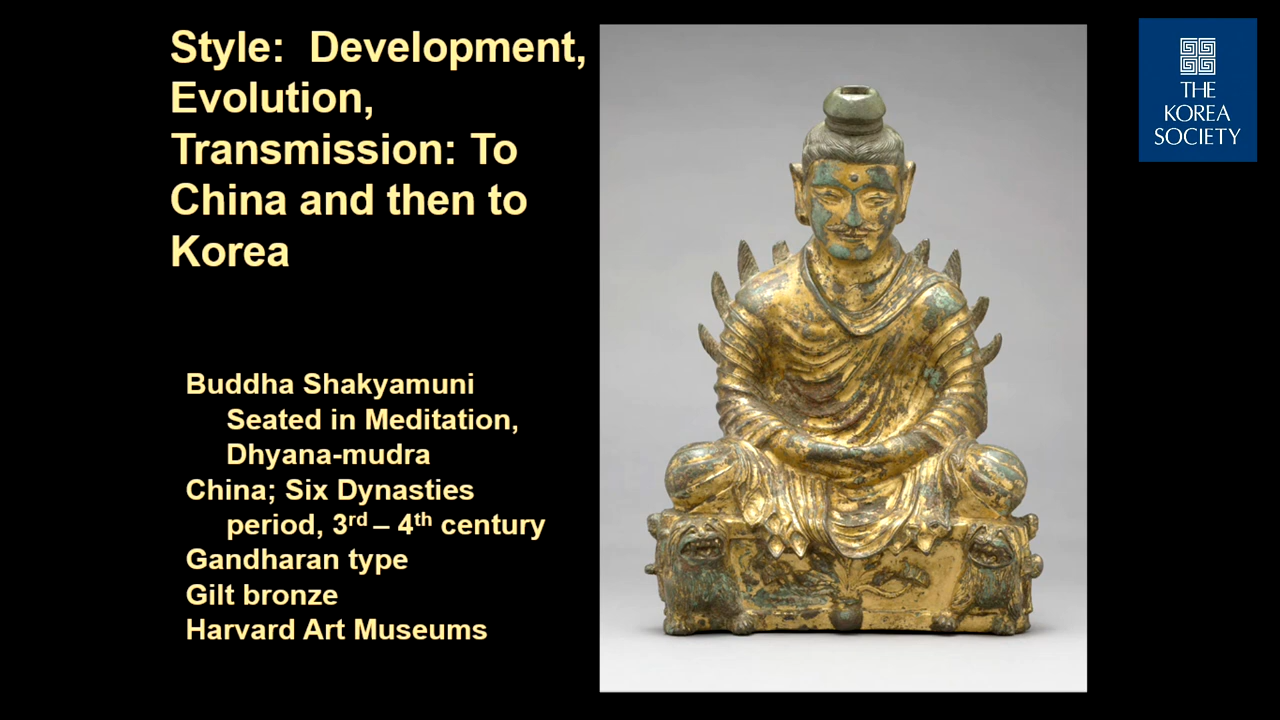 Style:  Development,
Evolution,
Transmission: To
China and then to
Korea
Buddha Shakyamuni
Seated in Meditation,
Dhyana-mudra
China; Six Dynasties
period, 3rd – 4th century
Gandharan type
Gilt bronze
Harvard Art Museums
THE
KOREA
SOCIETY